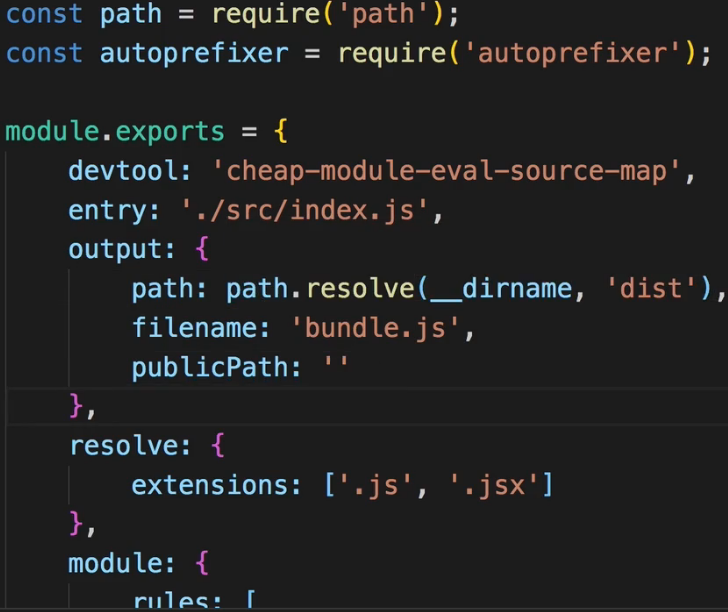 const path = require('path');
const autoprefixer = require('autoprefixer');
module.exports = {
devtool: 'cheap-module-eval-source-map',
entry: './src/index.js',
output: {
path: path.resolve(__dirname, 'dist'),
filename: 'bundle.js',
publicPath: ''
},
resolve: {
extensions: ['.js', '.jsx']
},
module: {
rules: [